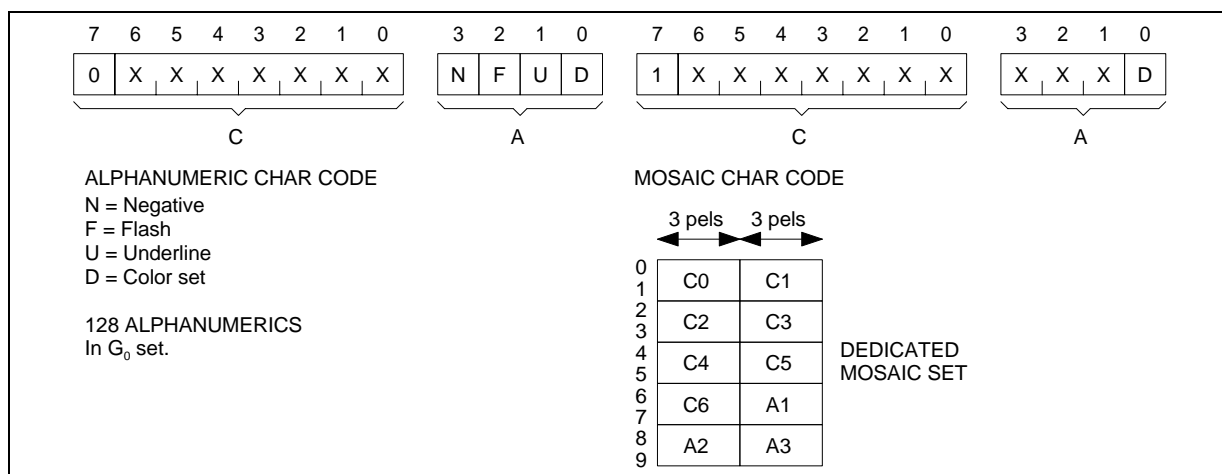 7 6 5 4 3 2 1 0 3 2 1 0 7 6 5 4 3 2 1 0 3 2 1 0
0 X X X X X X X N F U D 1 X X X X X X X X X X D
C A C A
ALPHANUMERIC CHAR CODE
N = Negative
F = Flash
U = Underline
D = Color set
128 ALPHANUMERICS
In G0 set.
MOSAIC CHAR CODE
3 pels 3 pels
0
1
C0 C1
2
3
C2 C3
4
5
C4 C5
6
7
C6 A1
8
9
A2 A3
DEDICATED
MOSAIC SET